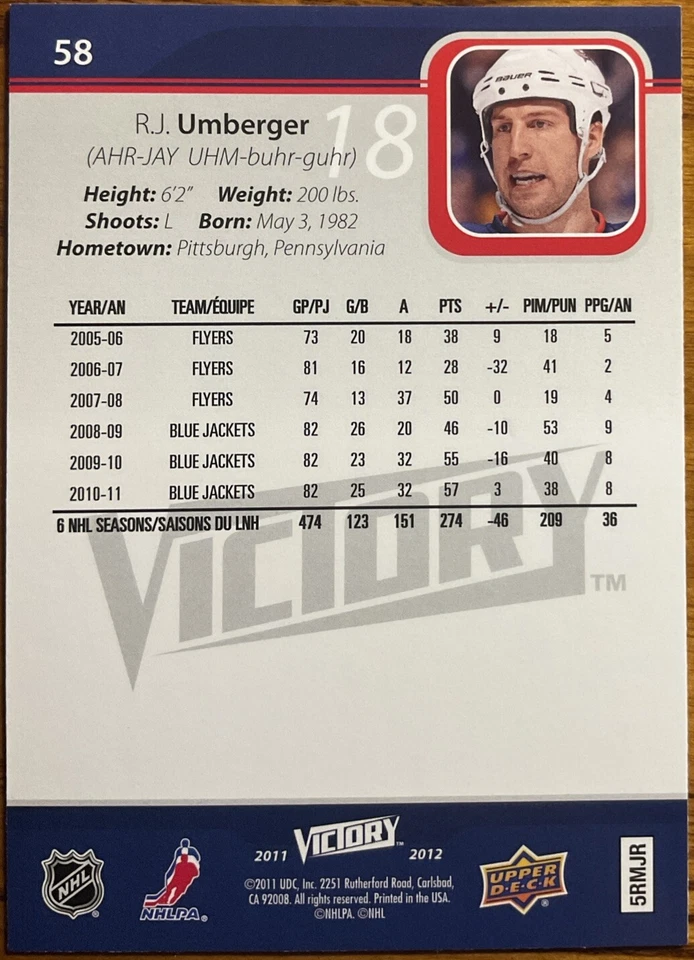 58
BAUER
18
R.J. Umberger
(AHR-JAY UHM-buhr-guhr)
Height: 6'2" Weight: 200 lbs.
Shoots: L Born: May 3, 1982
Hometown: Pittsburgh, Pennsylvania
YEAR/AN TEAM/ÉQUIPE GP/PJ G/B A PTS +/- PIM/PUN PPG/AN
2005-06 FLYERS 73 20 18 38 9 18 5
2006-07 FLYERS 81 16 12 28 -32 41 2
2007-08 FLYERS 74 13 37 50 0 19 4
2008-09 BLUE JACKETS 82 26 20 46 -10 53 9
2009-10 BLUE JACKETS 82 23 32 55 -16 40 8
2010-11 BLUE JACKETS 82 25 32 57 3 38 8
6 NHL SEASONS/SAISONS DU LNH 474 123 151 274 -46 209 36
VICTORY TM
2011 VICTORY TM 2012
©2011 UDC, Inc. 2251 Rutherford Road, Carlsbad,
CA 92008. All rights reserved. Printed in the USA.
©NHLPA. ©NHL
NHL ®
NHLPA®
UPPER
D·E·C·K ®
5RMJR